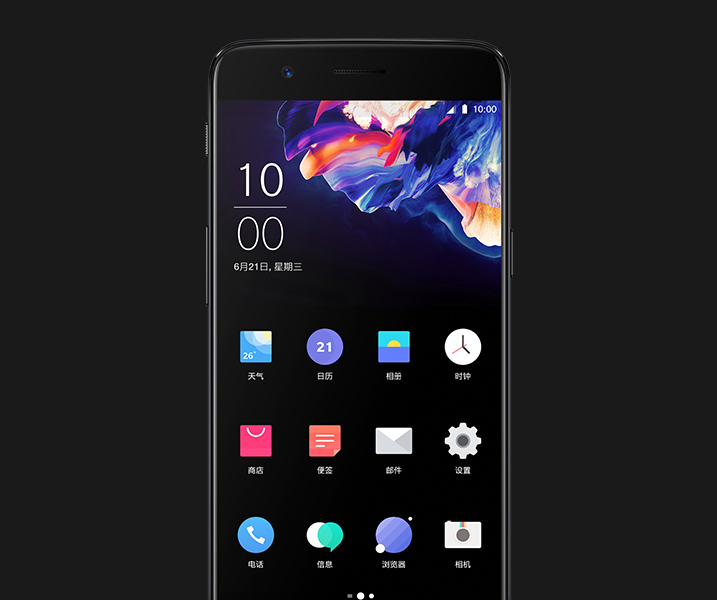 10:00
10
00
6月21日, 星期三
26°
21
天气
日历
相册
时钟
商店
便签
邮件
设置
电话
信息
浏览器
相机